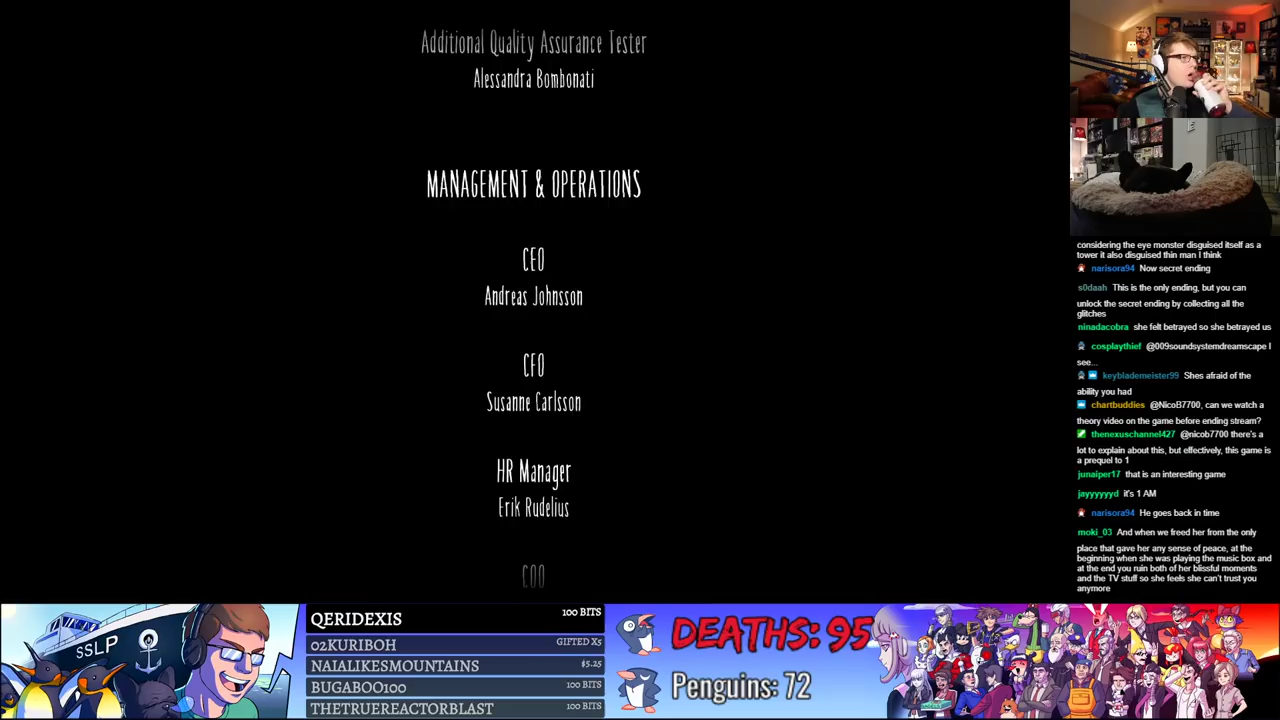 Additional Quality Assurance Tester
Alessandra Bombonati
MANAGEMENT & OPERATIONS
CEO
Andreas Johnsson
CFO
Susanne Carlsson
HR Manager
Erik Rudelius
COO
considering the eye monster disguised itself as a
tower it also disguised thin man I think
narisora94 Now secret ending
s0daah This is the only ending, but you can
unlock the secret ending by collecting all the
glitches
ninadacobra she felt betrayed so she betrayed us
cosplaythief @009soundsystemdreamscape I
see...
keyblademeister99 Shes afraid of the
ability you had
chartbuddies @NicoB7700, can we watch a
theory video on the game before ending stream?
thenexuschannel427 @nicob7700 there's a
lot to explain about this, but effectively, this game is
a prequel to 1
junaiper17 that is an interesting game
jayyyyyyd it's 1 AM
narisora94 He goes back in time
moki_03 And when we freed her from the only
place that gave her any sense of peace, at the
beginning when she was playing the music box and
at the end you ruin both of her blissful moments
and the TV stuff so she feels she can't trust you
anymore
SSLP
QERIDEXIS 100 BITS
02KURIBOH GIFTED X5
NAIALIKESMOUNTAINS $5.25
BUGABOO100 100 BITS
THETRUEREACTORBLAST 100 BITS
DEATHS: 95
Penguins: 72